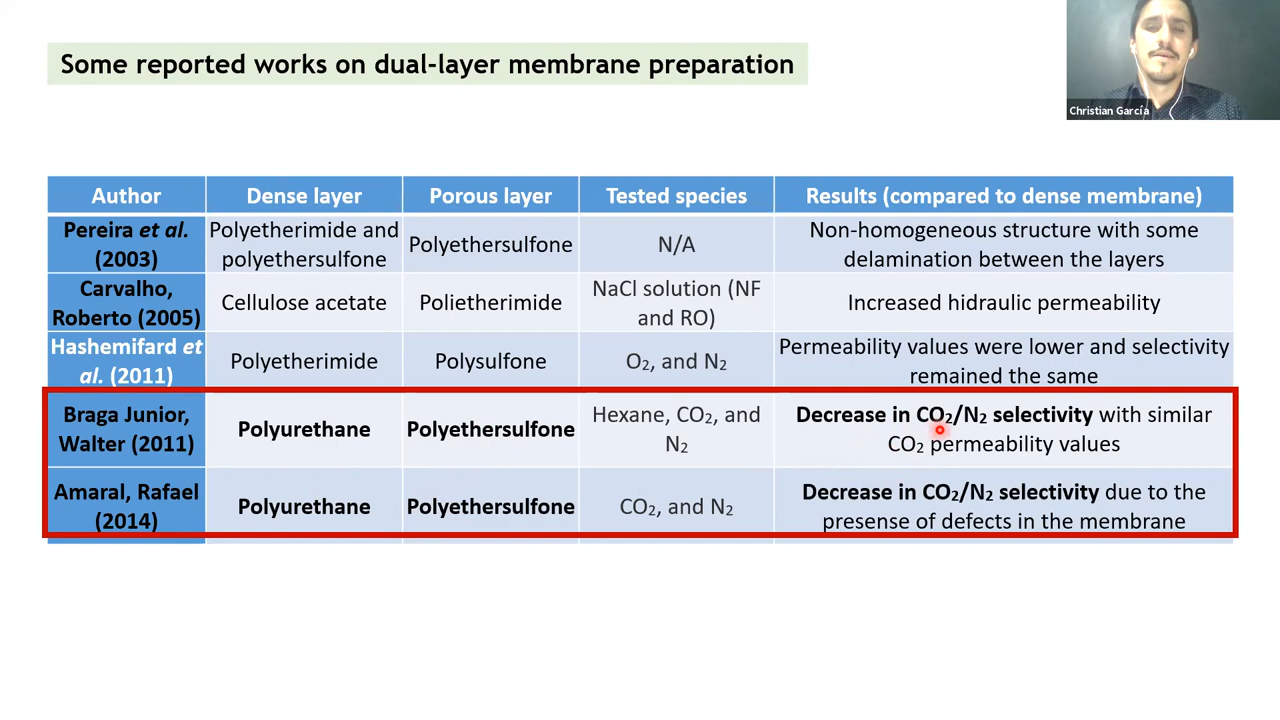 Some reported works on dual-layer membrane preparation
Christian García
Author Dense layer Porous layer Tested species Results (compared to dense membrane)
Pereira et al. (2003) Polyetherimide and polyethersulfone Polyethersulfone N/A Non-homogeneous structure with some delamination between the layers
Carvalho, Roberto (2005) Cellulose acetate Polietherimide NaCl solution (NF and RO) Increased hidraulic permeability
Hashemifard et al. (2011) Polyetherimide Polysulfone O₂, and N₂ Permeability values were lower and selectivity remained the same
Braga Junior, Walter (2011) Polyurethane Polyethersulfone Hexane, CO₂, and N₂ Decrease in CO₂/N₂ selectivity with similar CO₂ permeability values
Amaral, Rafael (2014) Polyurethane Polyethersulfone CO₂, and N₂ Decrease in CO₂/N₂ selectivity due to the presense of defects in the membrane